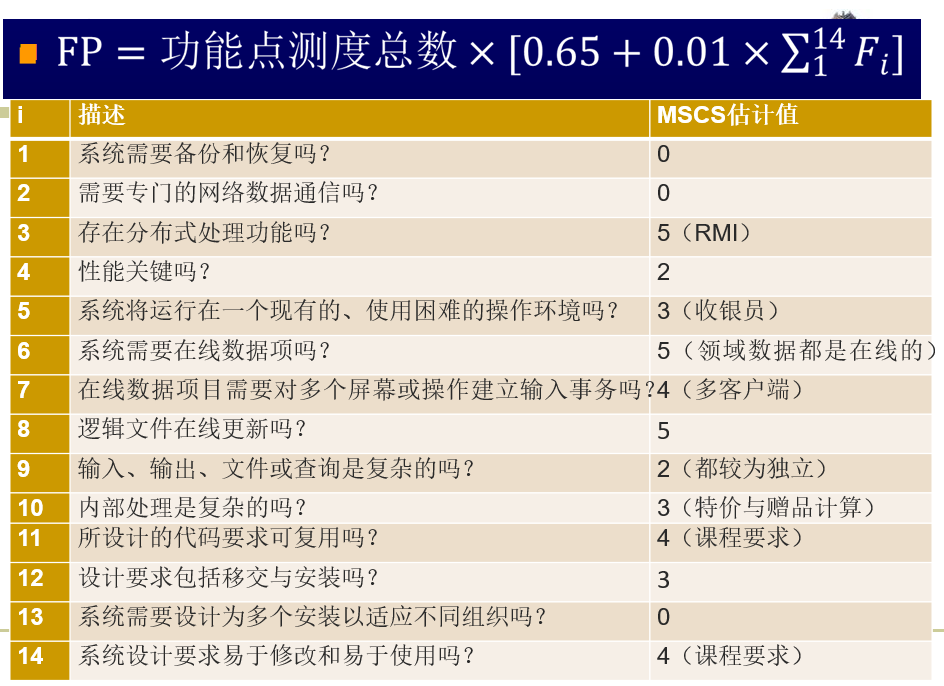 FP = 功能点测度总数 × [0.65 + 0.01 × ∑₁¹⁴ Fᵢ]
i 描述 MSCS估计值
1 系统需要备份和恢复吗? 0
2 需要专门的网络数据通信吗? 0
3 存在分布式处理功能吗? 5（RMI）
4 性能关键吗? 2
5 系统将运行在一个现有的、使用困难的操作环境吗? 3（收银员）
6 系统需要在线数据项吗? 5（领域数据都是在线的）
7 在线数据项目需要对多个屏幕或操作建立输入事务吗? 4（多客户端）
8 逻辑文件在线更新吗? 5
9 输入、输出、文件或查询是复杂的吗? 2（都较为独立）
10 内部处理是复杂的吗? 3（特价与赠品计算）
11 所设计的代码要求可复用吗? 4（课程要求）
12 设计要求包括移交与安装吗? 3
13 系统需要设计为多个安装以适应不同组织吗? 0
14 系统设计要求易于修改和易于使用吗? 4（课程要求）